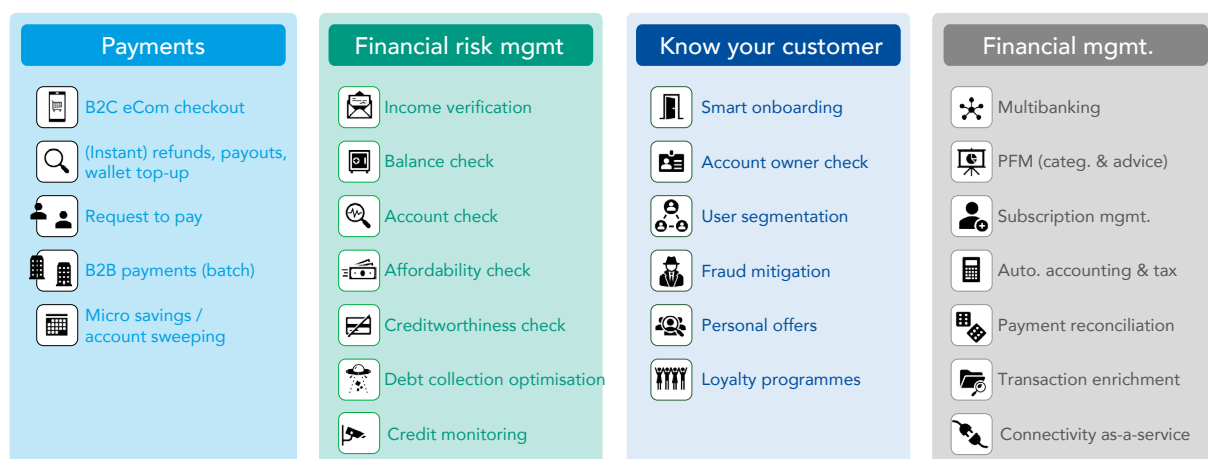 Payments
B2C eCom checkout
(Instant) refunds, payouts,
wallet top-up
Request to pay
B2B payments (batch)
Micro savings /
account sweeping
Financial risk mgmt
Income verification
Balance check
Account check
Affordability check
Creditworthiness check
Debt collection optimisation
Credit monitoring
Know your customer
Smart onboarding
Account owner check
User segmentation
Fraud mitigation
Personal offers
Loyalty programmes
Financial mgmt.
Multibanking
PFM (categ. & advice)
Subscription mgmt.
Auto. accounting & tax
Payment reconciliation
Transaction enrichment
Connectivity as-a-service